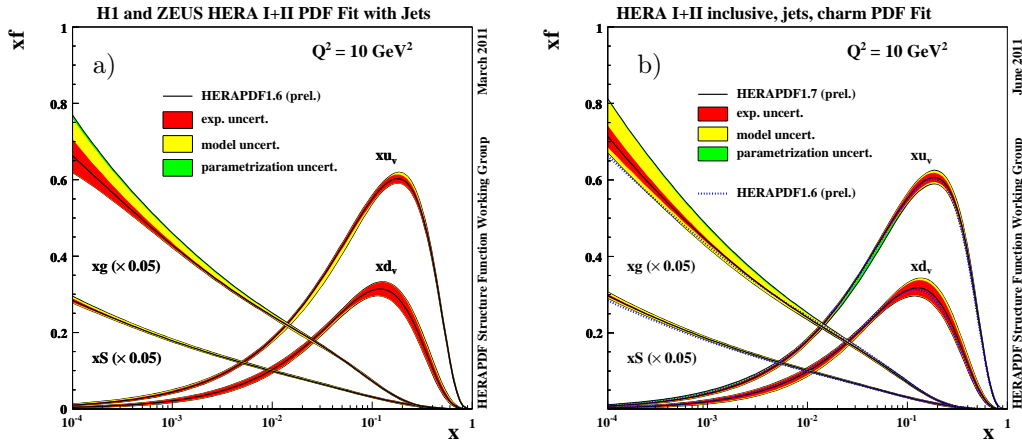 H1 and ZEUS HERA I+II PDF Fit with Jets
xf
1
0.8
0.6
0.4
0.2
0
a)
Q² = 10 GeV²
HERAPDF1.6 (prel.)
exp. uncert.
model uncert.
parametrization uncert.
xuᵥ
xdᵥ
xg (× 0.05)
xS (× 0.05)
10⁻⁴
10⁻³
10⁻²
10⁻¹
1
x
March 2011
HERAPDF Structure Function Working Group
HERA I+II inclusive, jets, charm PDF Fit
xf
1
0.8
0.6
0.4
0.2
0
b)
Q² = 10 GeV²
HERAPDF1.7 (prel.)
exp. uncert.
model uncert.
parametrization uncert.
HERAPDF1.6 (prel.)
xuᵥ
xdᵥ
xg (× 0.05)
xS (× 0.05)
10⁻⁴
10⁻³
10⁻²
10⁻¹
1
x
June 2011
HERAPDF Structure Function Working Group